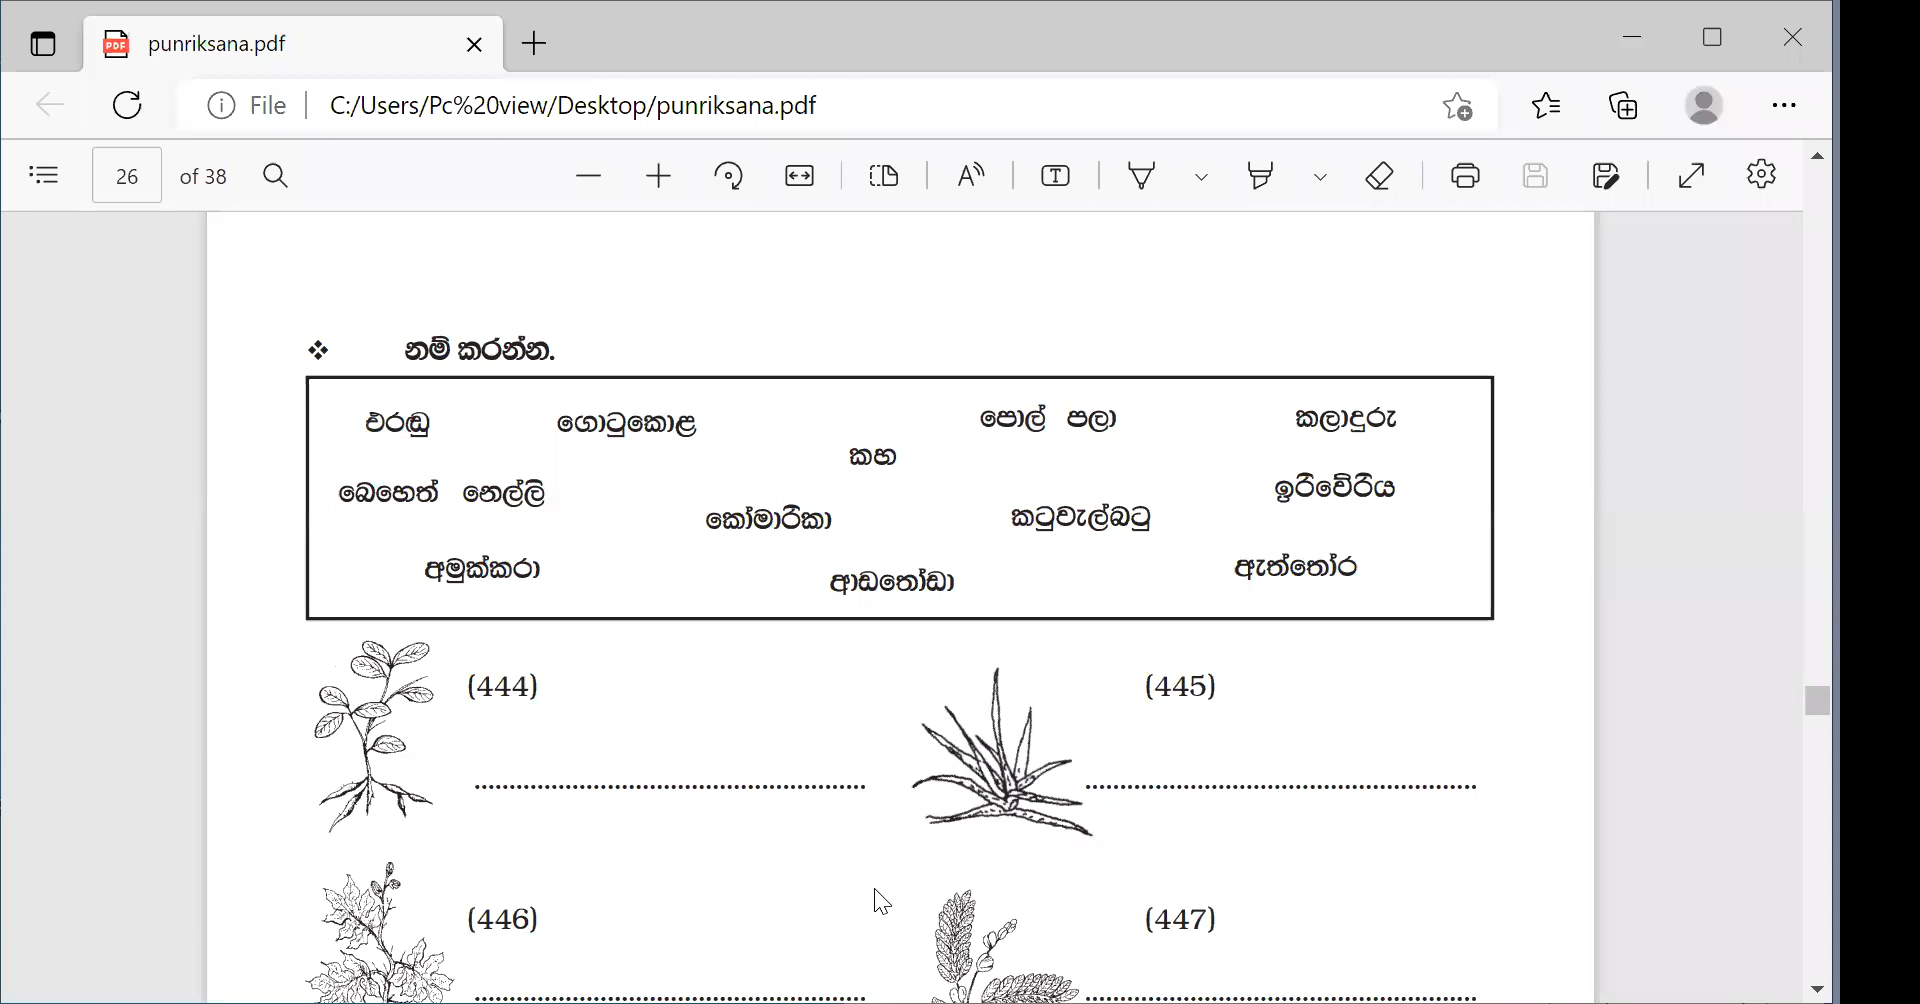 punriksana.pdf
File C:/Users/Pc%20view/Desktop/punriksana.pdf
26 of 38
❖ නම් කරන්න.
එරඬු ගොටුකොළ පොල් පලා කලාදුරු
කහ
බෙහෙත් නෙල්ලි ඉරිවේරිය
කෝමාරිකා කටුවැල්බටු
අමුක්කරා ආඩතෝඩා ඇත්තෝර
(444) (445)
(446) (447)